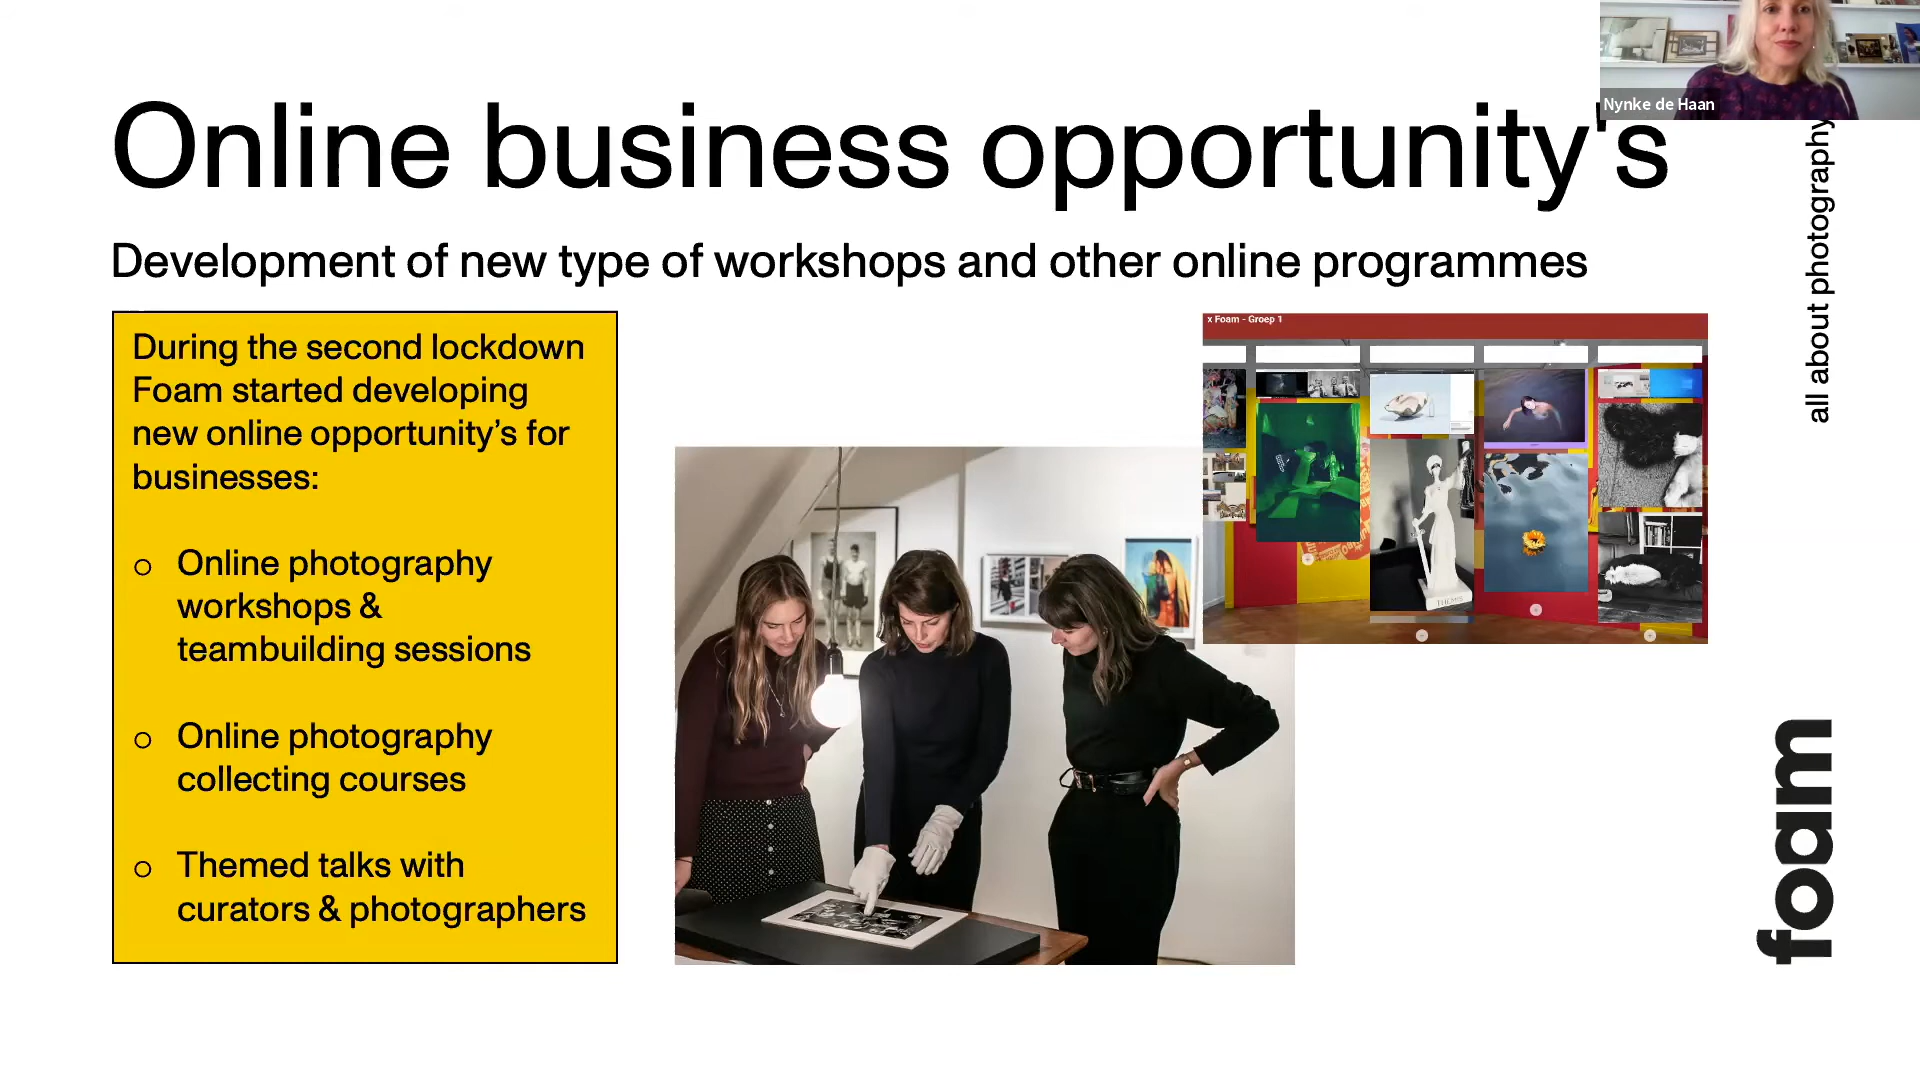 Nynke de Haan
Online business opportunity's
Development of new type of workshops and other online programmes
During the second lockdown
Foam started developing
new online opportunity’s for
businesses:
o Online photography
workshops &
teambuilding sessions
o Online photography
collecting courses
o Themed talks with
curators & photographers
x Foam - Groep 1
THEMIS
all about photography
foam